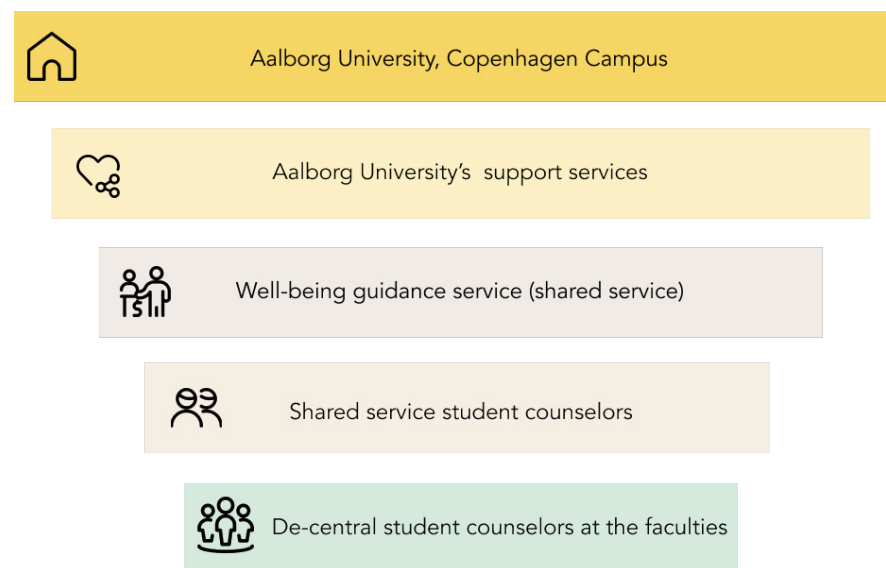 Aalborg University, Copenhagen Campus
Aalborg University's  support services
Well-being guidance service (shared service)
Shared service student counselors
De-central student counselors at the faculties